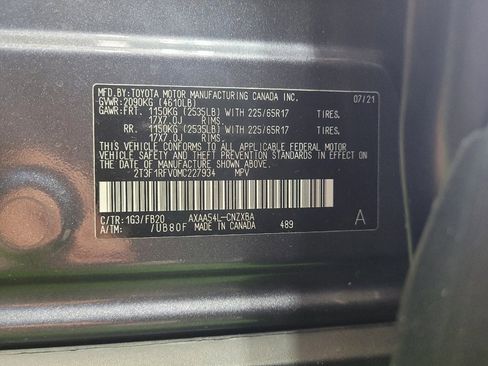 MFD.BY:TOYOTA MOTOR MANUFACTURING CANADA INC. 07/21
GVWR:2090KG (4610LB)
GAWR:FRT. 1150KG (2535LB) WITH 225/65R17 TIRES.
17X7.0J RIMS.
RR. 1150KG (2535LB) WITH 225/65R17 TIRES.
17X7.0J RIMS.
THIS VEHICLE CONFORMS TO ALL APPLICABLE FEDERAL MOTOR
VEHICLE SAFETY AND THEFT PREVENTION STANDARDS IN EFFECT ON
THE DATE OF MANUFACTURE SHOWN ABOVE.
2T3F1RFV0MC227934 MPV
C/TR:1G3/FB20 AXAA54L-CNZXBA A
A/TM: /UB80F MADE IN CANADA 489